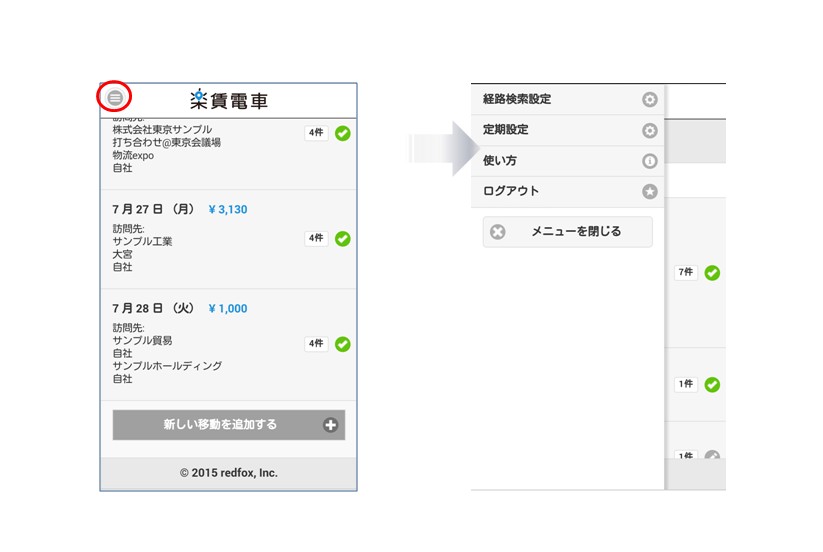 楽賃電車
訪問先:
株式会社東京サンプル
打ち合わせ@東京会議場
物流expo
自社
4件
7月27日（月） ¥ 3,130
訪問先:
サンプル工業
大宮
自社
4件
7月28日（火） ¥ 1,000
訪問先:
サンプル貿易
自社
サンプルホールディング
自社
4件
新しい移動を追加する
© 2015 redfox, Inc.
経路検索設定
定期設定
使い方
ログアウト
メニューを閉じる
7件
1件
1件